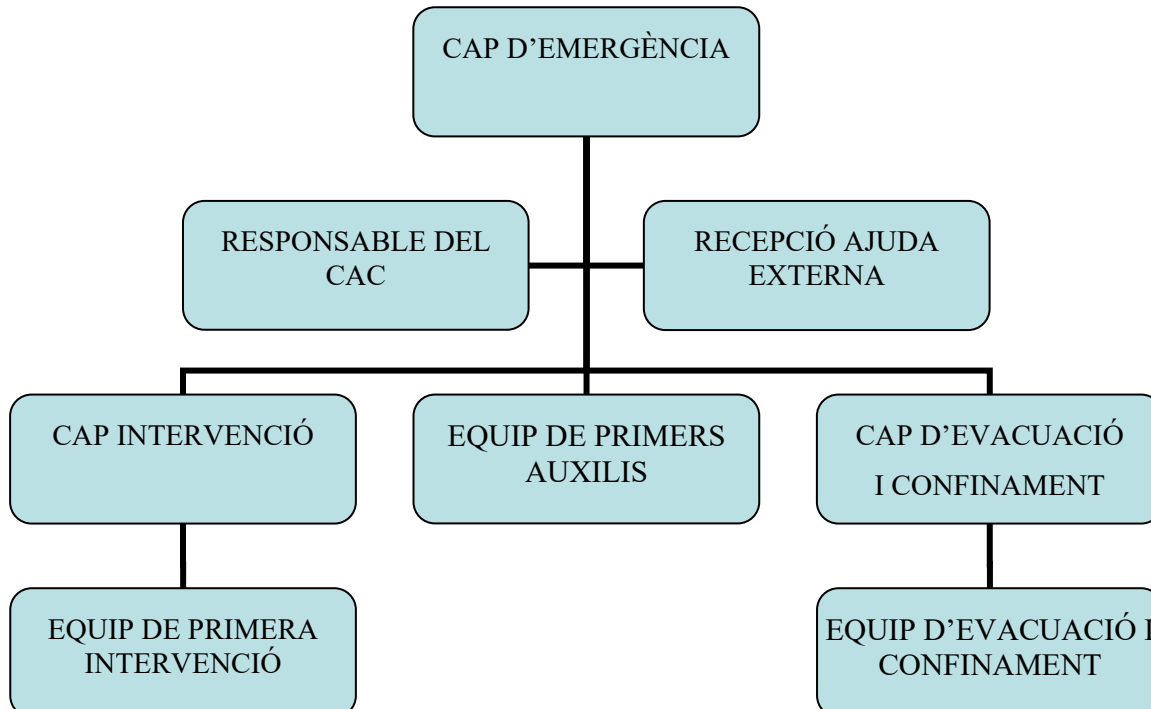 CAP D’EMERGÈNCIA
RESPONSABLE DEL
CAC
RECEPCIÓ AJUDA
EXTERNA
CAP INTERVENCIÓ
EQUIP DE PRIMERS
AUXILIS
CAP D’EVACUACIÓ
I CONFINAMENT
EQUIP DE PRIMERA
INTERVENCIÓ
EQUIP D’EVACUACIÓ I
CONFINAMENT